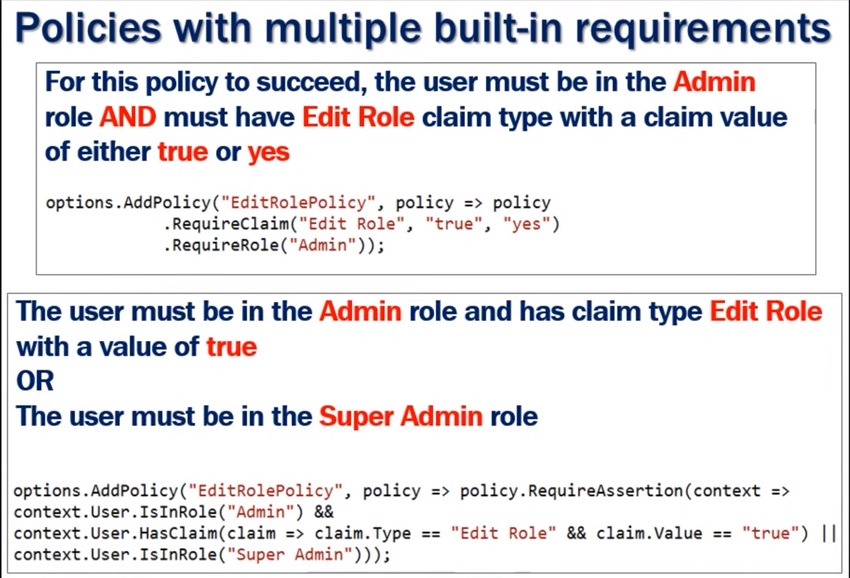 Policies with multiple built-in requirements
For this policy to succeed, the user must be in the Admin
role AND must have Edit Role claim type with a claim value
of either true or yes
options.AddPolicy("EditRolePolicy", policy => policy
.RequireClaim("Edit Role", "true", "yes")
.RequireRole("Admin"));
The user must be in the Admin role and has claim type Edit Role
with a value of true
OR
The user must be in the Super Admin role
options.AddPolicy("EditRolePolicy", policy => policy.RequireAssertion(context =>
context.User.IsInRole("Admin") &&
context.User.HasClaim(claim => claim.Type == "Edit Role" && claim.Value == "true") ||
context.User.IsInRole("Super Admin")));